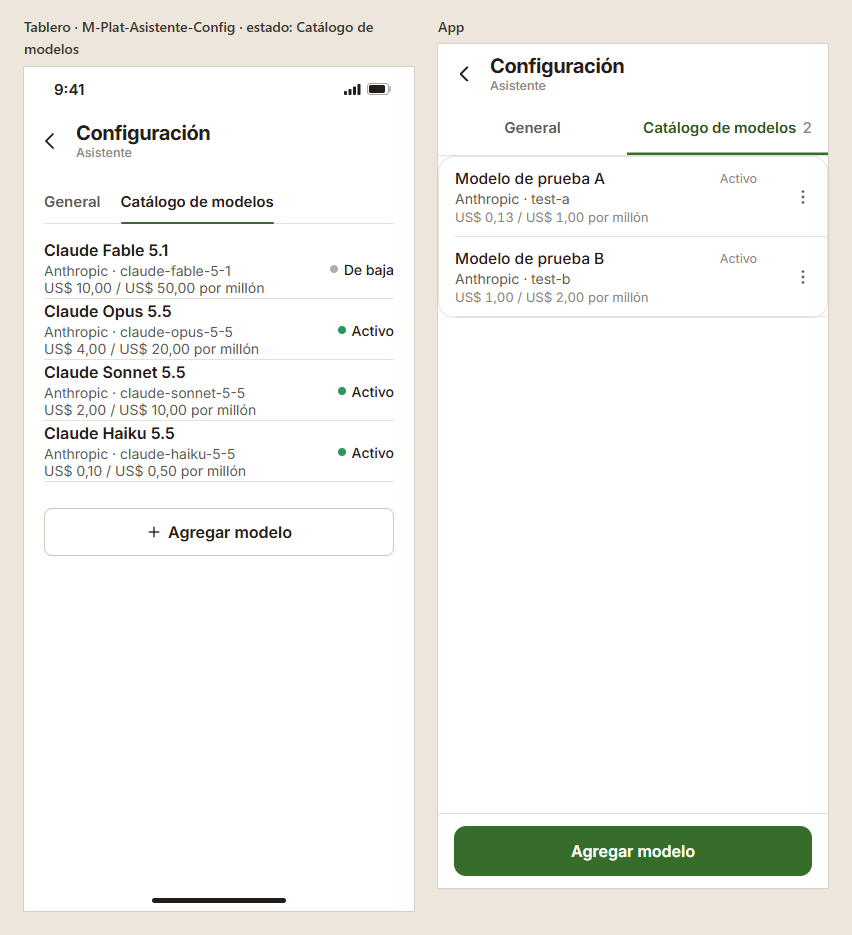 Tablero · M-Plat-Asistente-Config · estado: Catálogo de
modelos
9:41
Configuración
Asistente
General
Catálogo de modelos
Claude Fable 5.1
Anthropic · claude-fable-5-1
De baja
US$ 10,00 / US$ 50,00 por millón
Claude Opus 5.5
Anthropic · claude-opus-5-5
Activo
US$ 4,00 / US$ 20,00 por millón
Claude Sonnet 5.5
Anthropic · claude-sonnet-5-5
Activo
US$ 2,00 / US$ 10,00 por millón
Claude Haiku 5.5
Anthropic · claude-haiku-5-5
Activo
US$ 0,10 / US$ 0,50 por millón
+ Agregar modelo
App
Configuración
Asistente
General
Catálogo de modelos 2
Modelo de prueba A
Activo
Anthropic · test-a
US$ 0,13 / US$ 1,00 por millón
Modelo de prueba B
Activo
Anthropic · test-b
US$ 1,00 / US$ 2,00 por millón
Agregar modelo